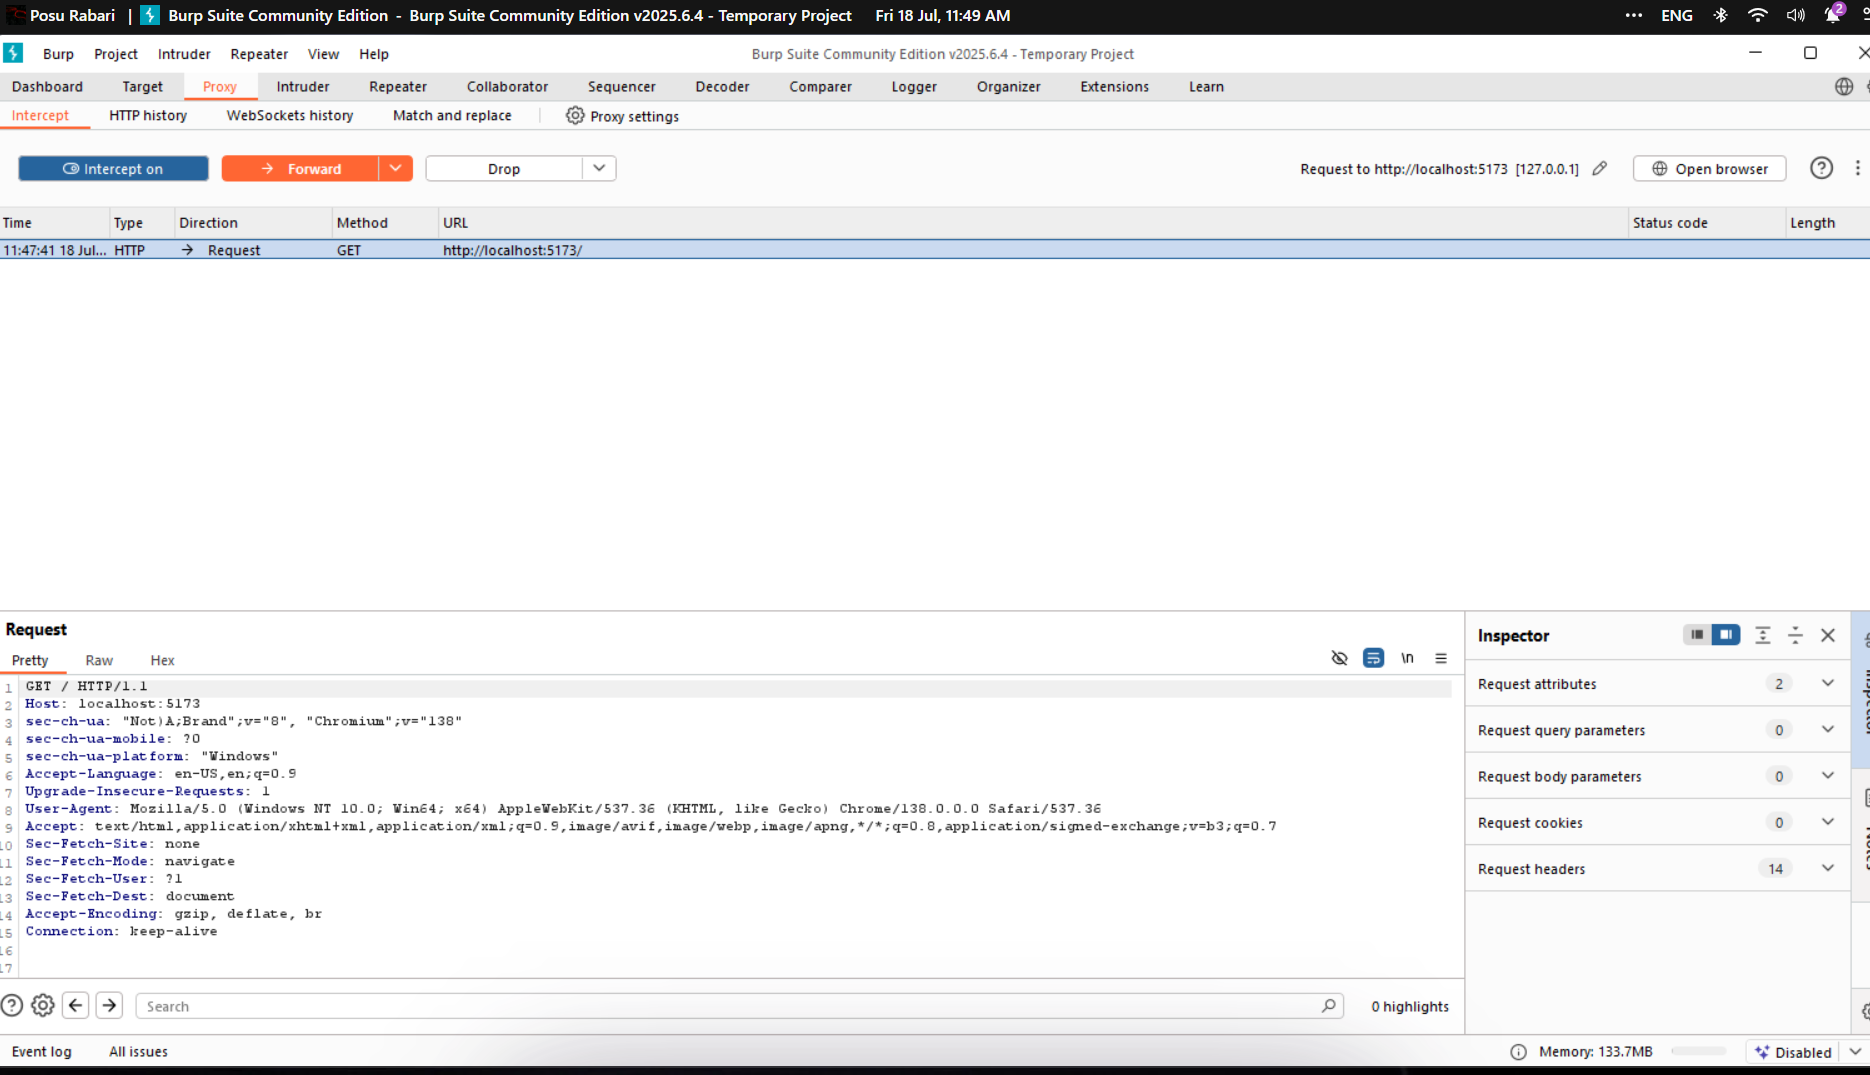 Posu Rabari | Burp Suite Community Edition - Burp Suite Community Edition v2025.6.4 - Temporary Project Fri 18 Jul, 11:49 AM ENG 2
Burp Project Intruder Repeater View Help Burp Suite Community Edition v2025.6.4 - Temporary Project
Dashboard Target Proxy Intruder Repeater Collaborator Sequencer Decoder Comparer Logger Organizer Extensions Learn
Intercept HTTP history WebSockets history Match and replace Proxy settings
Intercept on Forward Drop Request to http://localhost:5173 [127.0.0.1] Open browser
Time Type Direction Method URL Status code Length
11:47:41 18 Jul... HTTP → Request GET http://localhost:5173/
Request
Pretty Raw Hex \n
1 GET / HTTP/1.1
2 Host: localhost:5173
3 sec-ch-ua: "Not)A;Brand";v="8", "Chromium";v="138"
4 sec-ch-ua-mobile: ?0
5 sec-ch-ua-platform: "Windows"
6 Accept-Language: en-US,en;q=0.9
7 Upgrade-Insecure-Requests: 1
8 User-Agent: Mozilla/5.0 (Windows NT 10.0; Win64; x64) AppleWebKit/537.36 (KHTML, like Gecko) Chrome/138.0.0.0 Safari/537.36
9 Accept: text/html,application/xhtml+xml,application/xml;q=0.9,image/avif,image/webp,image/apng,*/*;q=0.8,application/signed-exchange;v=b3;q=0.7
10 Sec-Fetch-Site: none
11 Sec-Fetch-Mode: navigate
12 Sec-Fetch-User: ?1
13 Sec-Fetch-Dest: document
14 Accept-Encoding: gzip, deflate, br
15 Connection: keep-alive
16
17
Inspector
Request attributes 2
Request query parameters 0
Request body parameters 0
Request cookies 0
Request headers 14
Inspector
Notes
Search 0 highlights
Event log All issues Memory: 133.7MB Disabled